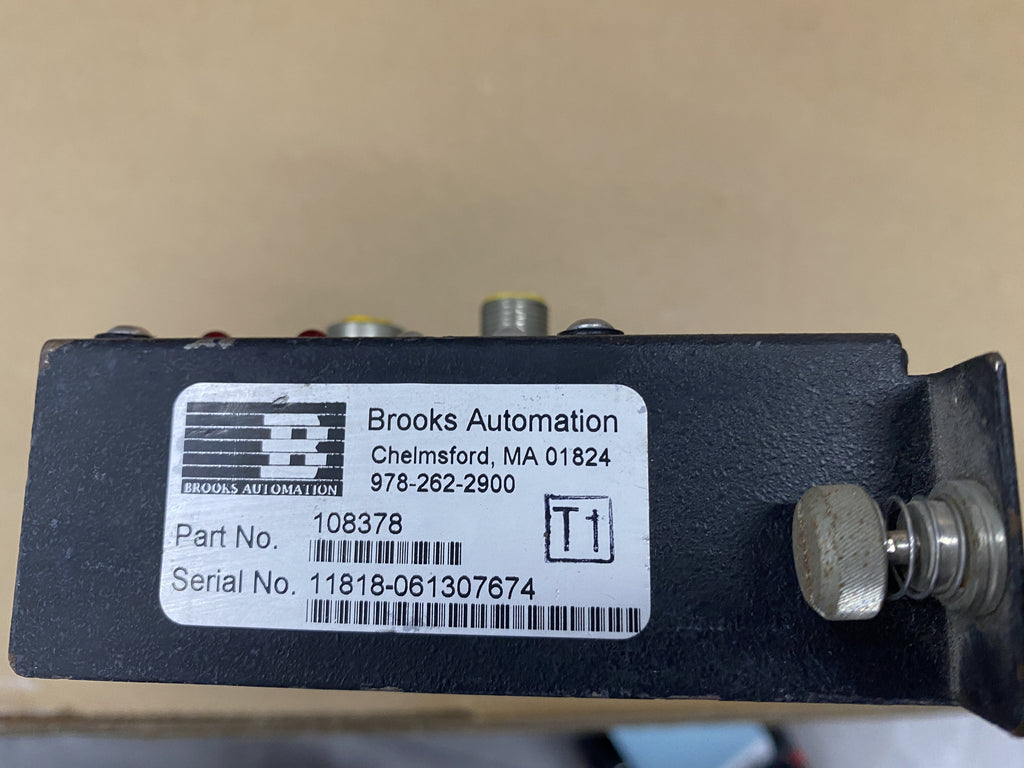 B
BROOKS AUTOMATION
Brooks Automation
Chelmsford, MA 01824
978-262-2900
T1
Part No. 108378
Serial No. 11818-061307674